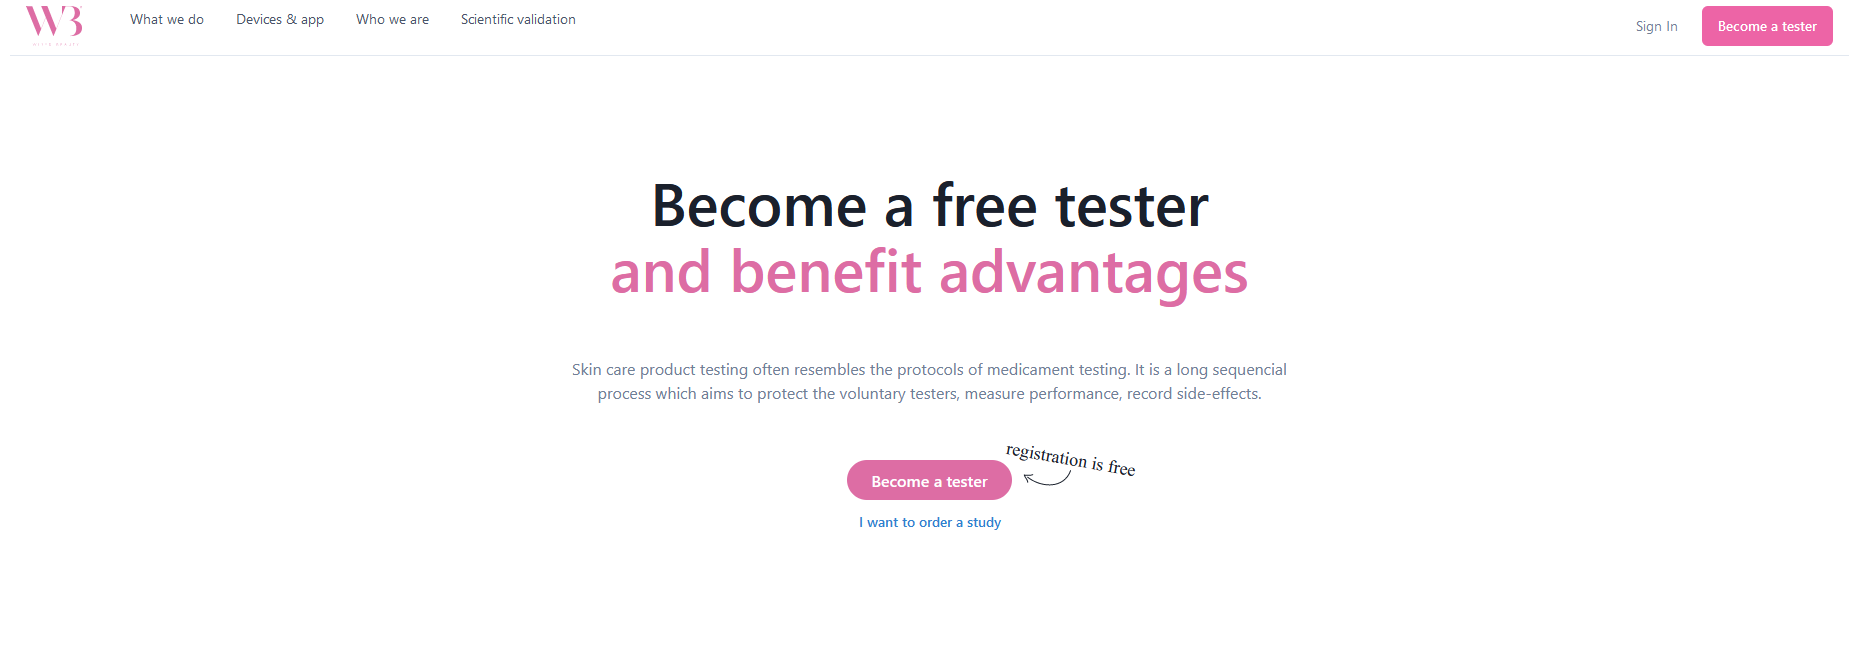 WB
What we do
Devices & app
Who we are
Scientific validation
Sign In
Become a tester
Become a free tester
and benefit advantages
Skin care product testing often resembles the protocols of medicament testing. It is a long sequencial
process which aims to protect the voluntary testers, measure performance, record side-effects.
registration is free
Become a tester
I want to order a study